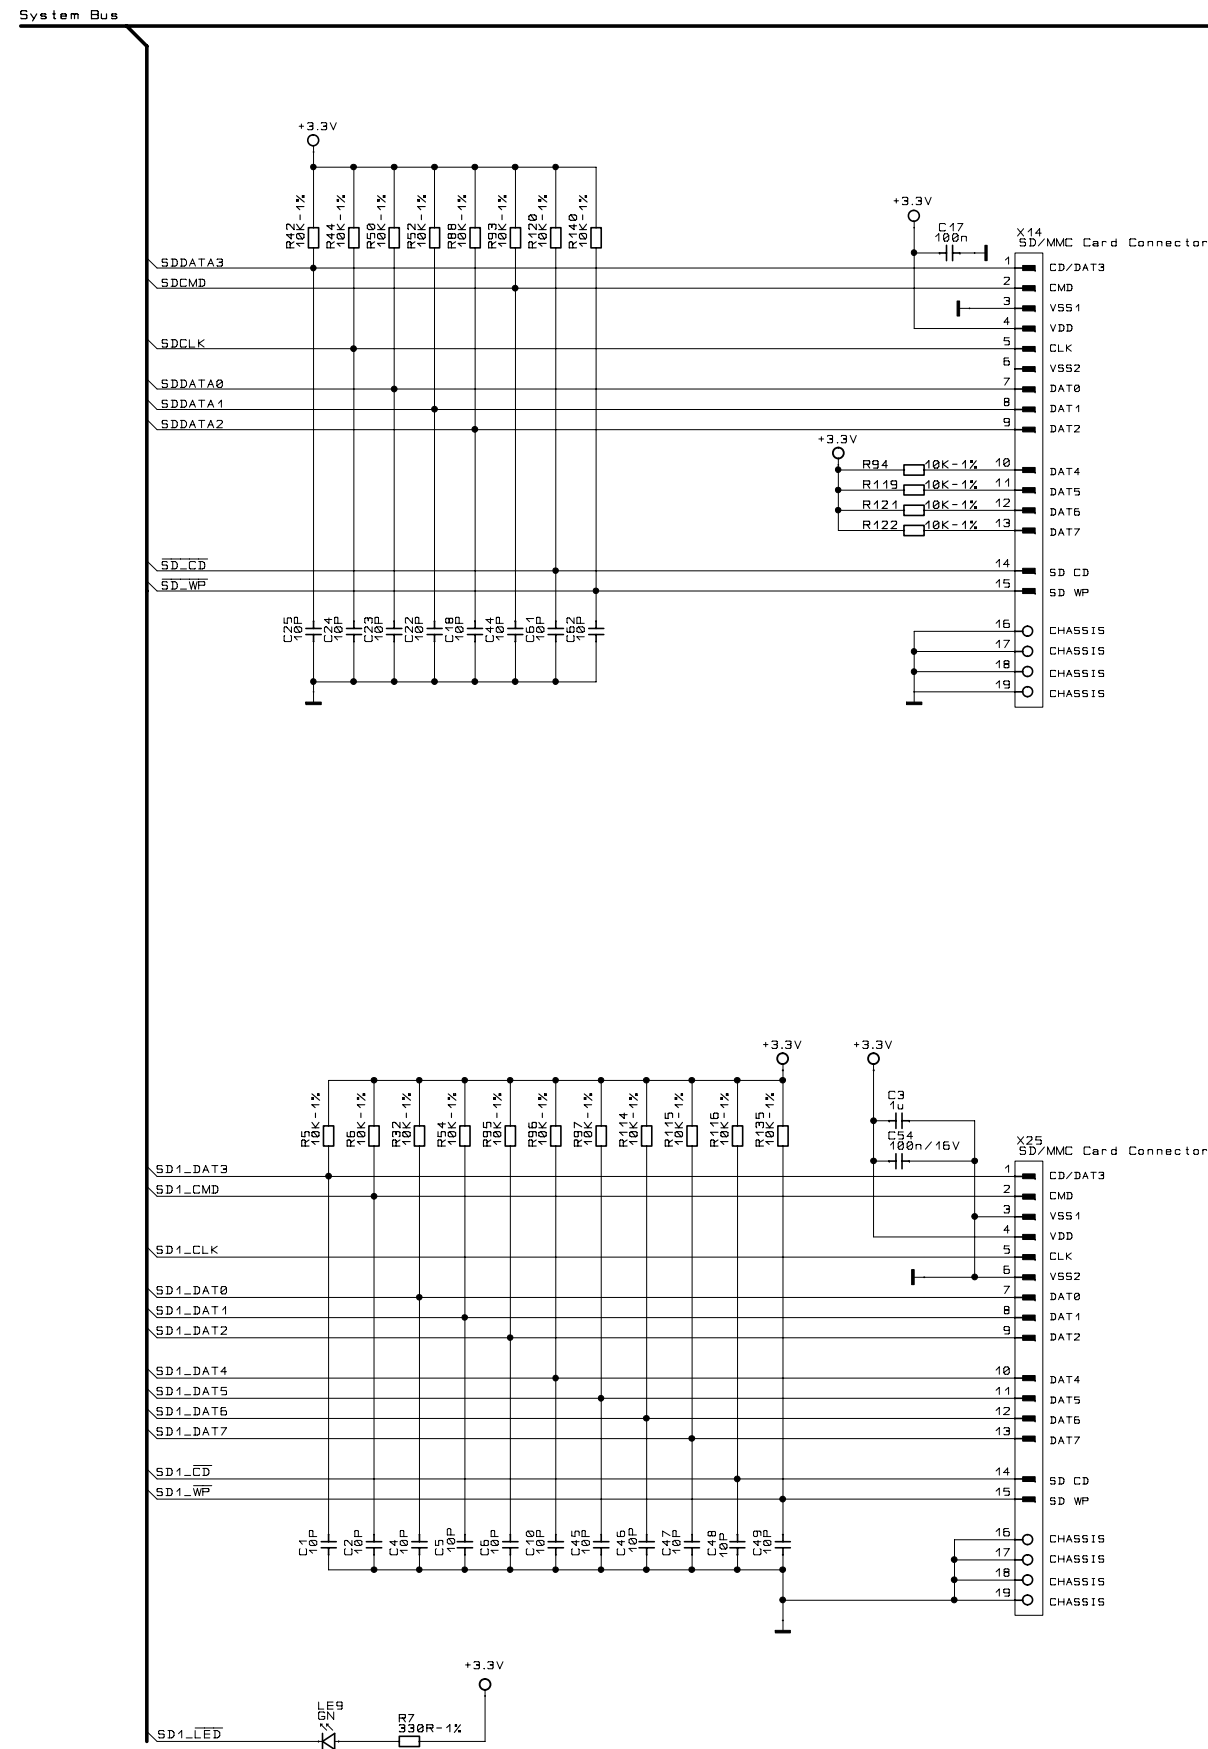 System Bus
+3.3V
R42 10K-1%
R44 10K-1%
R50 10K-1%
R52 10K-1%
R88 10K-1%
R93 10K-1%
R120 10K-1%
R140 10K-1%
+3.3V
C17
100n
X14
SD/MMC Card Connector
SDDATA3 1 CD/DAT3
SDCMD 2 CMD
3 VSS1
4 VDD
SDCLK 5 CLK
6 VSS2
SDDATA0 7 DAT0
SDDATA1 8 DAT1
SDDATA2 9 DAT2
+3.3V
R94 10K-1% 10 DAT4
R119 10K-1% 11 DAT5
R121 10K-1% 12 DAT6
R122 10K-1% 13 DAT7
SD_CD 14 SD CD
SD_WP 15 SD WP
C25 10P
C24 10P
C23 10P
C22 10P
C18 10P
C44 10P
C61 10P
C62 10P
16 CHASSIS
17 CHASSIS
18 CHASSIS
19 CHASSIS
+3.3V
+3.3V
R5 10K-1%
R6 10K-1%
R32 10K-1%
R54 10K-1%
R95 10K-1%
R96 10K-1%
R97 10K-1%
R114 10K-1%
R115 10K-1%
R116 10K-1%
R135 10K-1%
C3
1u
C54
100n/16V
X25
SD/MMC Card Connector
SD1_DAT3 1 CD/DAT3
SD1_CMD 2 CMD
3 VSS1
4 VDD
SD1_CLK 5 CLK
6 VSS2
SD1_DAT0 7 DAT0
SD1_DAT1 8 DAT1
SD1_DAT2 9 DAT2
SD1_DAT4 10 DAT4
SD1_DAT5 11 DAT5
SD1_DAT6 12 DAT6
SD1_DAT7 13 DAT7
SD1_CD 14 SD CD
SD1_WP 15 SD WP
C1 10P
C2 10P
C4 10P
C5 10P
C6 10P
C10 10P
C45 10P
C46 10P
C47 10P
C48 10P
C49 10P
16 CHASSIS
17 CHASSIS
18 CHASSIS
19 CHASSIS
+3.3V
LE9
GN
R7
330R-1%
SD1_LED